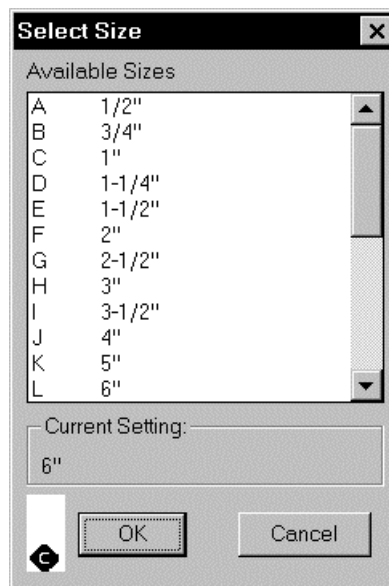 Select Size
Available Sizes
A 1/2"
B 3/4"
C 1"
D 1-1/4"
E 1-1/2"
F 2"
G 2-1/2"
H 3"
I 3-1/2"
J 4"
K 5"
L 6"
Current Setting:
6"
C
OK Cancel